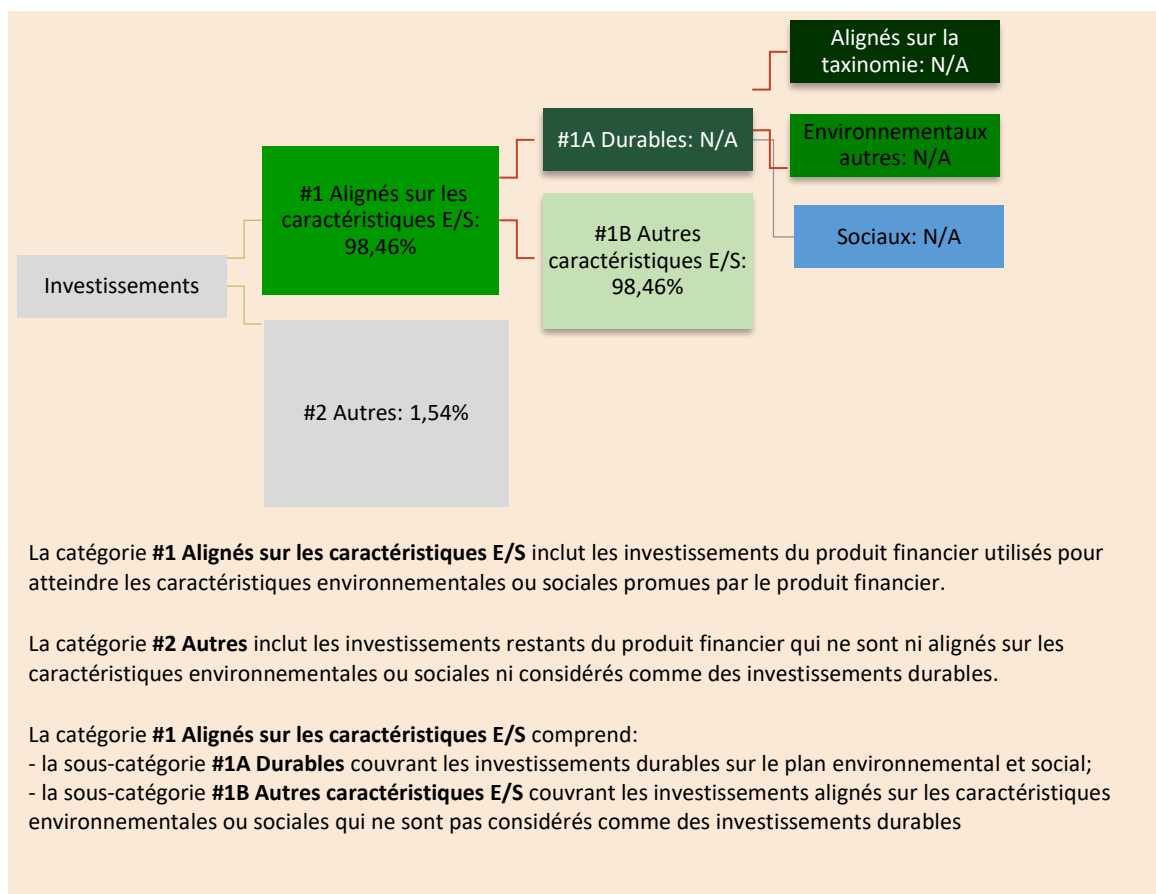 Alignés sur la
taxinomie: N/A
#1A Durables: N/A
Environnementaux
autres: N/A
#1 Alignés sur les
caractéristiques E/S:
98,46%
#1B Autres
caractéristiques E/S:
98,46%
Sociaux: N/A
Investissements
#2 Autres: 1,54%
La catégorie #1 Alignés sur les caractéristiques E/S inclut les investissements du produit financier utilisés pour
atteindre les caractéristiques environnementales ou sociales promues par le produit financier.
La catégorie #2 Autres inclut les investissements restants du produit financier qui ne sont ni alignés sur les
caractéristiques environnementales ou sociales ni considérés comme des investissements durables.
La catégorie #1 Alignés sur les caractéristiques E/S comprend:
- la sous-catégorie #1A Durables couvrant les investissements durables sur le plan environnemental et social;
- la sous-catégorie #1B Autres caractéristiques E/S couvrant les investissements alignés sur les caractéristiques
environnementales ou sociales qui ne sont pas considérés comme des investissements durables